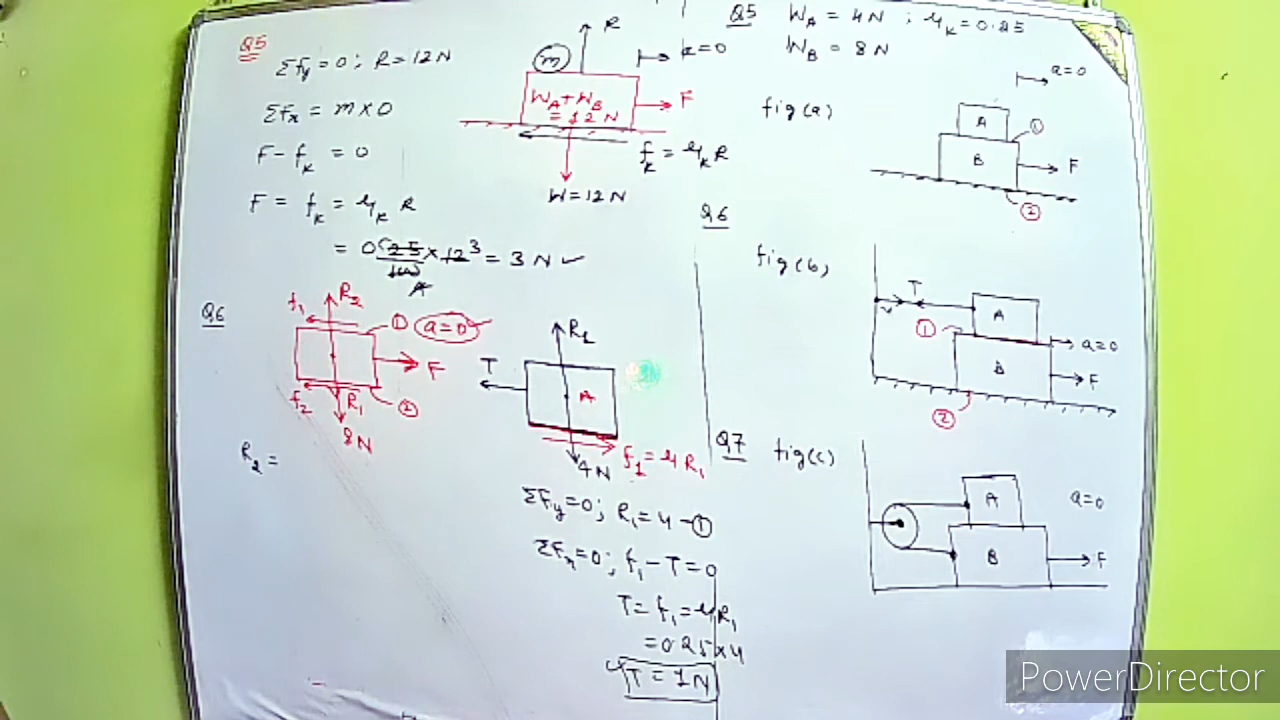 Q5
ΣFy = 0 ; R = 12 N
ΣFx = m × 0
F - fk = 0
F = fk = μk R
= 0.25 × 12 3 = 3 N ✓
100
4
R
m
a = 0
WA + WB
= 12 N
F
fk = μk R
W = 12 N
Q5 WA = 4 N ; μk = 0.25
WB = 8 N
fig(a)
a = 0
A
①
B
F
②
Q6
R2
f1
① a = 0
F
f2
R1
②
8 N
R2 =
R1
T
A
f1 = μ R1
4 N
ΣFy = 0 ; R1 = 4 - ①
ΣFx = 0 ; f1 - T = 0
T = f1 = μ R1
= 0.25 × 4
T = 1 N
Q6
fig(b)
T
A
①
a = 0
B
F
②
Q7
fig(c)
A
a = 0
B
F
PowerDirector